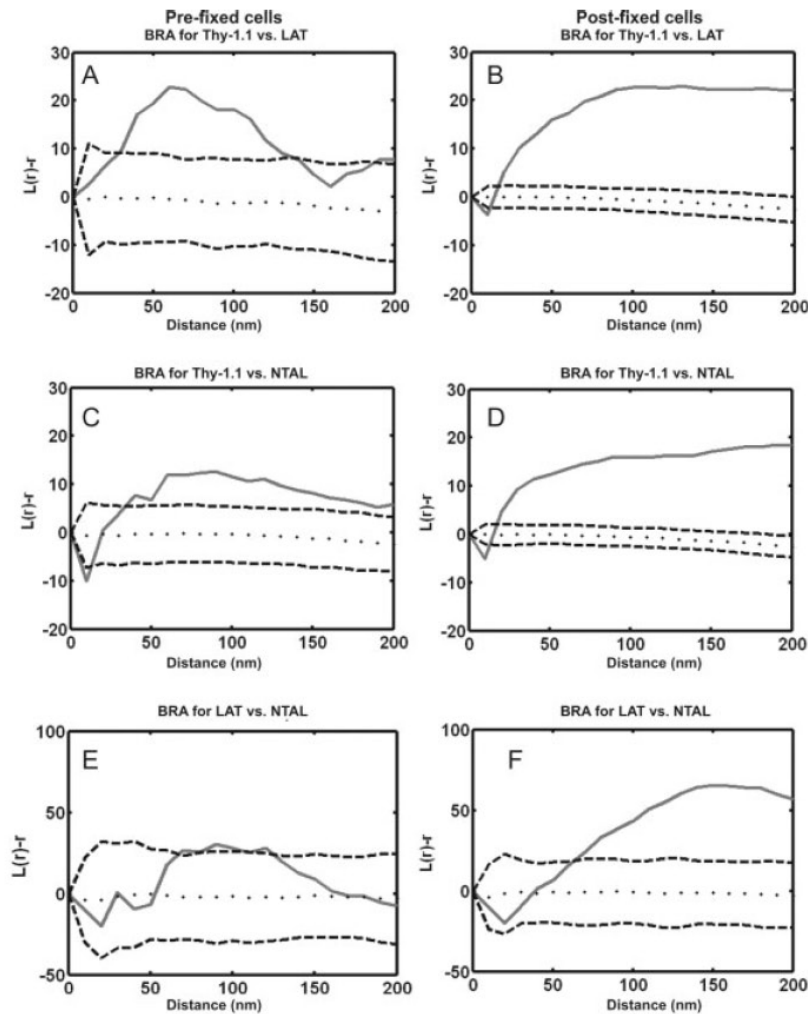 Pre-fixed cells
BRA for Thy-1.1 vs. LAT
A
30
20
10
0
-10
-20
L(r)-r
0 50 100 150 200
Distance (nm)
Post-fixed cells
BRA for Thy-1.1 vs. LAT
B
30
20
10
0
-10
-20
L(r)-r
0 50 100 150 200
Distance (nm)
BRA for Thy-1.1 vs. NTAL
C
30
20
10
0
-10
-20
L(r)-r
0 50 100 150 200
Distance (nm)
BRA for Thy-1.1 vs. NTAL
D
30
20
10
0
-10
-20
L(r)-r
0 50 100 150 200
Distance (nm)
BRA for LAT vs. NTAL
E
100
50
0
-50
L(r)-r
0 50 100 150 200
Distance (nm)
BRA for LAT vs. NTAL
F
100
50
0
-50
L(r)-r
0 50 100 150 200
Distance (nm)